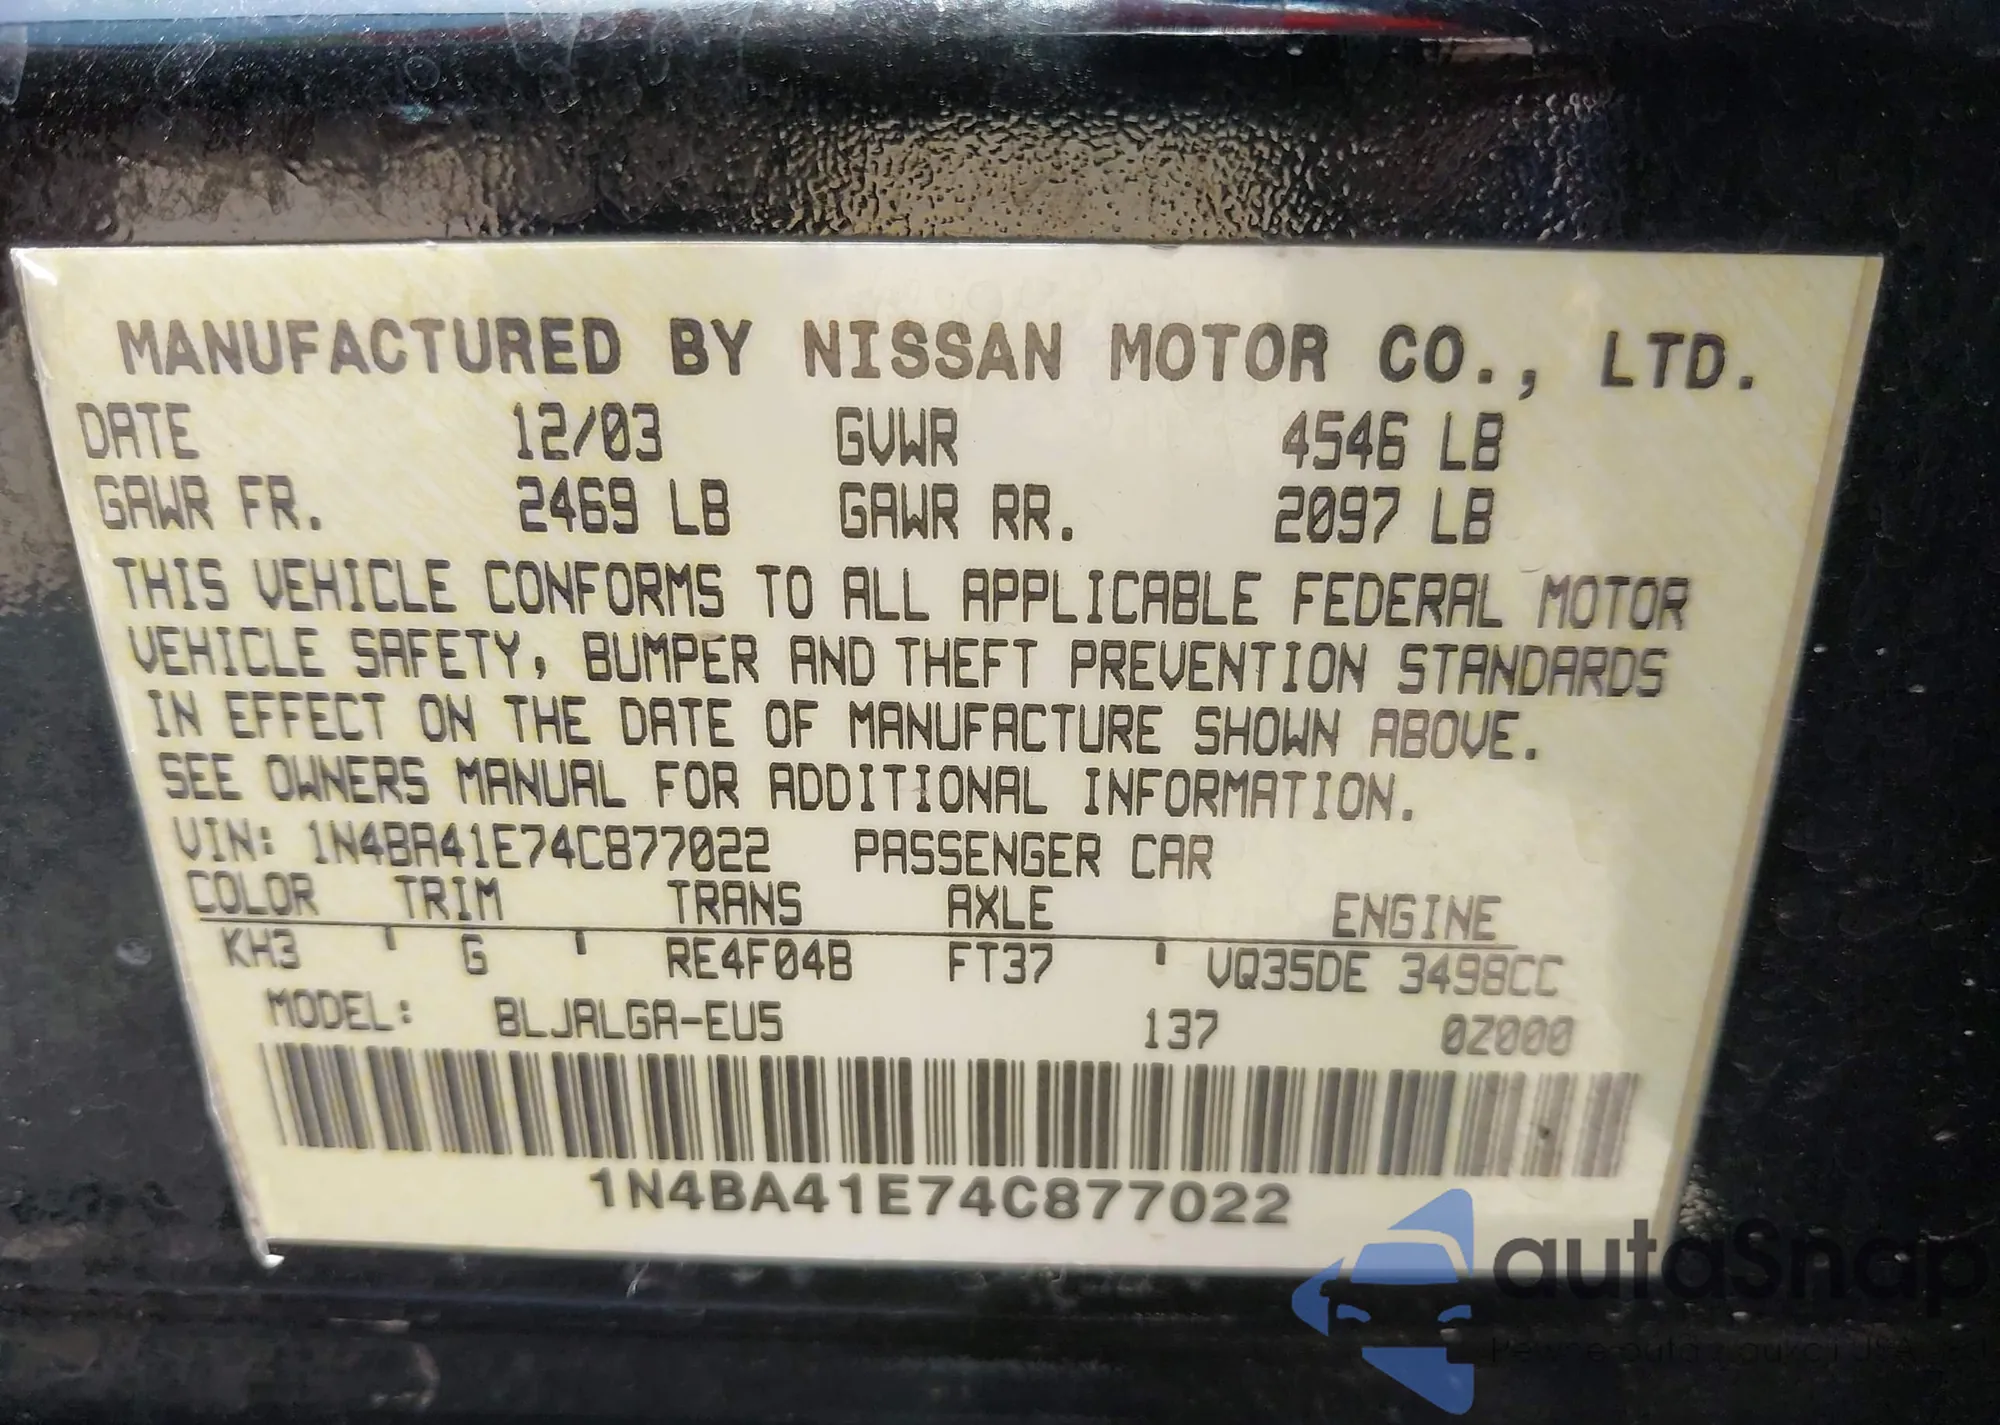 MANUFACTURED BY NISSAN MOTOR CO., LTD.
DATE 12/03 GVWR 4546 LB
GAWR FR. 2469 LB GAWR RR. 2097 LB
THIS VEHICLE CONFORMS TO ALL APPLICABLE FEDERAL MOTOR
VEHICLE SAFETY, BUMPER AND THEFT PREVENTION STANDARDS
IN EFFECT ON THE DATE OF MANUFACTURE SHOWN ABOVE.
SEE OWNERS MANUAL FOR ADDITIONAL INFORMATION.
VIN: 1N4BA41E74C877022 PASSENGER CAR
COLOR TRIM TRANS AXLE ENGINE
KH3 ' G ' RE4F04B FT37 ' VQ35DE 3498CC
MODEL: BLJALGA-EU5 137 0Z000
1N4BA41E74C877022
autaSnap